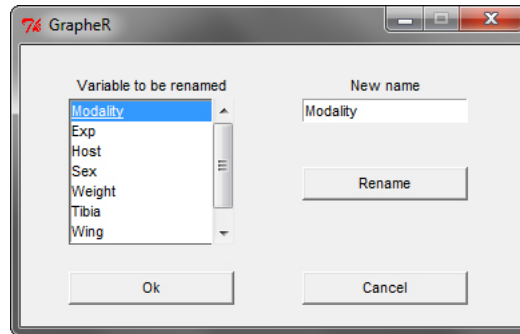 GrapheR
Variable to be renamed
Modality
Exp
Host
Sex
Weight
Tibia
Wing
New name
Modality
Rename
Ok
Cancel